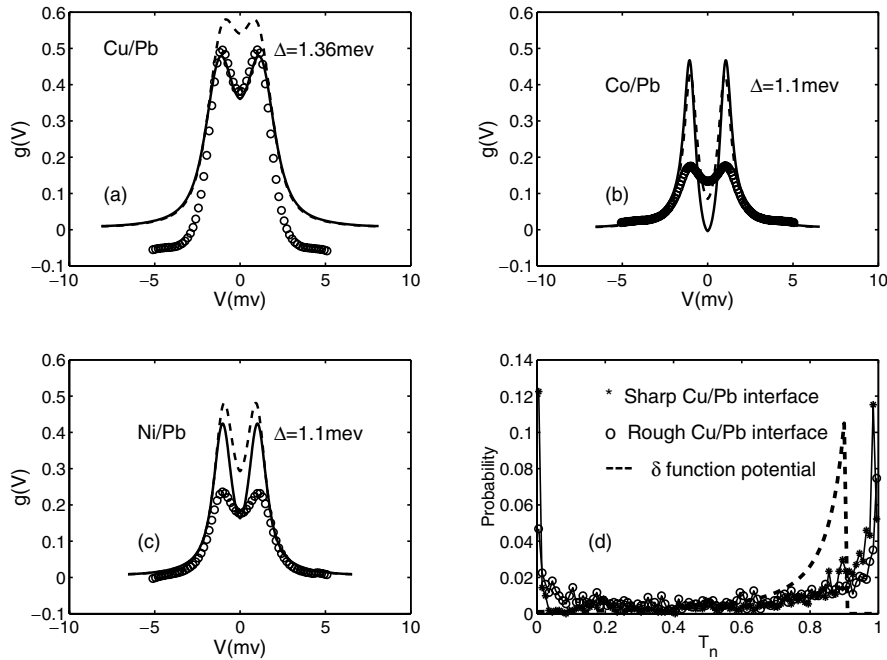 0.6
0.5
0.4
0.3
0.2
0.1
0
−0.1
g(V)
Cu/Pb
Δ=1.36mev
(a)
−10 −5 0 5 10
V(mv)
0.6
0.5
0.4
0.3
0.2
0.1
0
−0.1
g(V)
Co/Pb
Δ=1.1mev
(b)
−10 −5 0 5 10
V(mv)
0.6
0.5
0.4
0.3
0.2
0.1
0
−0.1
g(V)
Ni/Pb
Δ=1.1mev
(c)
−10 −5 0 5 10
V(mv)
0.14
0.12
0.1
0.08
0.06
0.04
0.02
0
Probability
* Sharp Cu/Pb interface
o Rough Cu/Pb interface
δ function potential
(d)
0 0.2 0.4 0.6 0.8 1
T_n